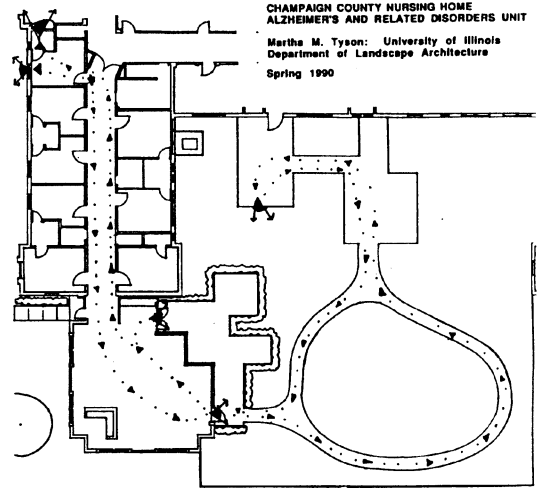 CHAMPAIGN COUNTY NURSING HOME
ALZHEIMER'S AND RELATED DISORDERS UNIT
Martha M. Tyson: University of Illinois
Department of Landscape Architecture
Spring 1990